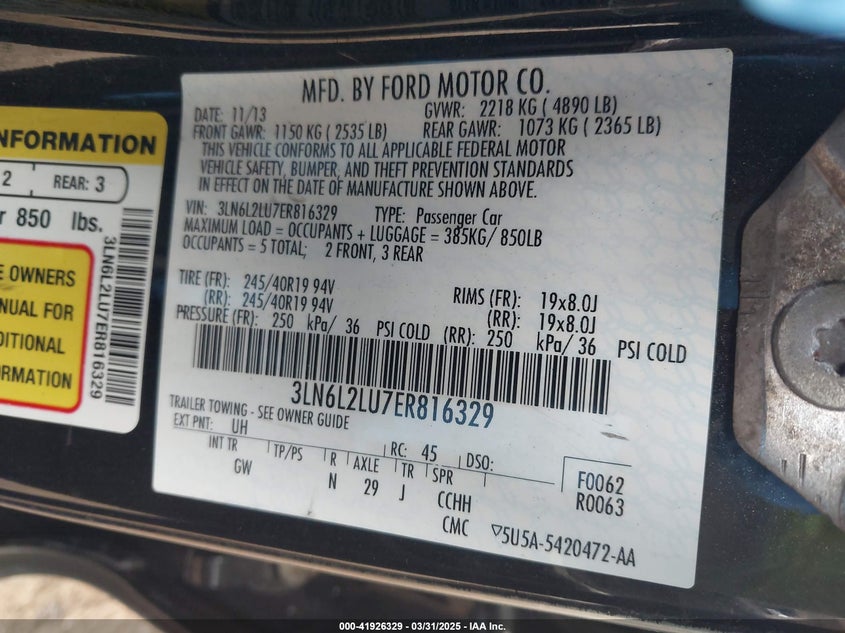 MFD. BY FORD MOTOR CO.
DATE: 11/13 GVWR: 2218 KG ( 4890 LB)
FRONT GAWR: 1150 KG ( 2535 LB) REAR GAWR: 1073 KG ( 2365 LB)
THIS VEHICLE CONFORMS TO ALL APPLICABLE FEDERAL MOTOR
VEHICLE SAFETY, BUMPER, AND THEFT PREVENTION STANDARDS
IN EFFECT ON THE DATE OF MANUFACTURE SHOWN ABOVE.
VIN: 3LN6L2LU7ER816329 TYPE: Passenger Car
MAXIMUM LOAD = OCCUPANTS + LUGGAGE = 385KG/ 850LB
OCCUPANTS = 5 TOTAL; 2 FRONT, 3 REAR
TIRE (FR): 245/40R19 94V RIMS (FR): 19x8.0J
(RR): 245/40R19 94V (RR): 19x8.0J
PRESSURE (FR): 250 kPa/ 36 PSI COLD (RR): 250 kPa/ 36 PSI COLD
3LN6L2LU7ER816329
TRAILER TOWING - SEE OWNER GUIDE
EXT PNT: UH RC: 45 DSO:
INT TR TP/PS R AXLE TR SPR F0062
GW N 29 J CCHH R0063
CMC ▽5U5A-5420472-AA
INFORMATION
2 REAR: 3
850 lbs.
3LN6L2LU7ER816329
OWNERS
FOR
000-41926329 - 03/31/2025 - IAA Inc.